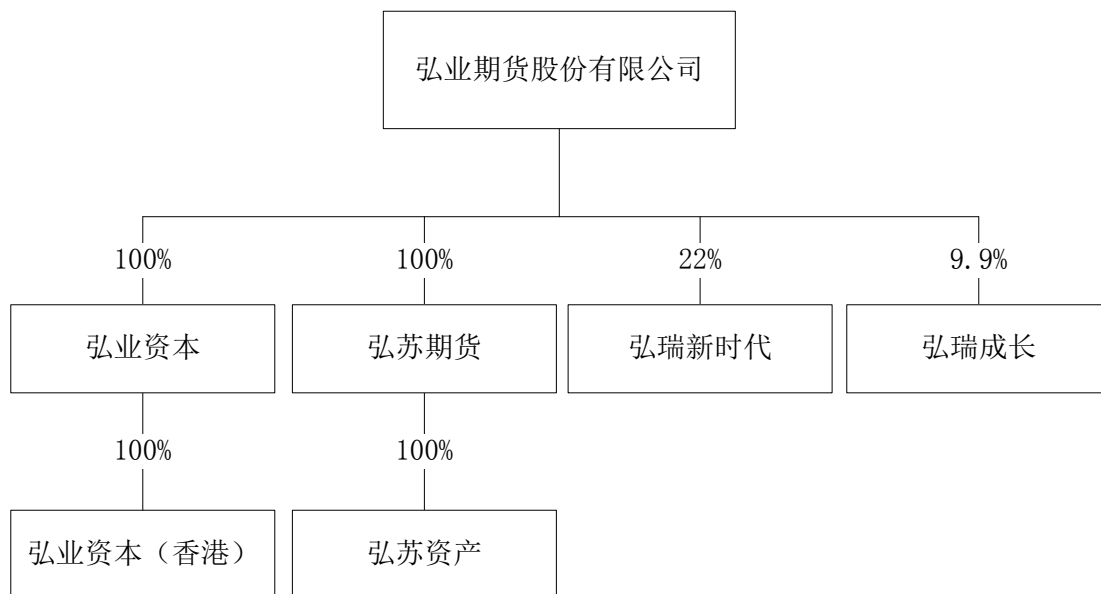 弘业期货股份有限公司
100%
100%
22%
9.9%
弘业资本
弘苏期货
弘瑞新时代
弘瑞成长
100%
100%
弘业资本（香港）
弘苏资产